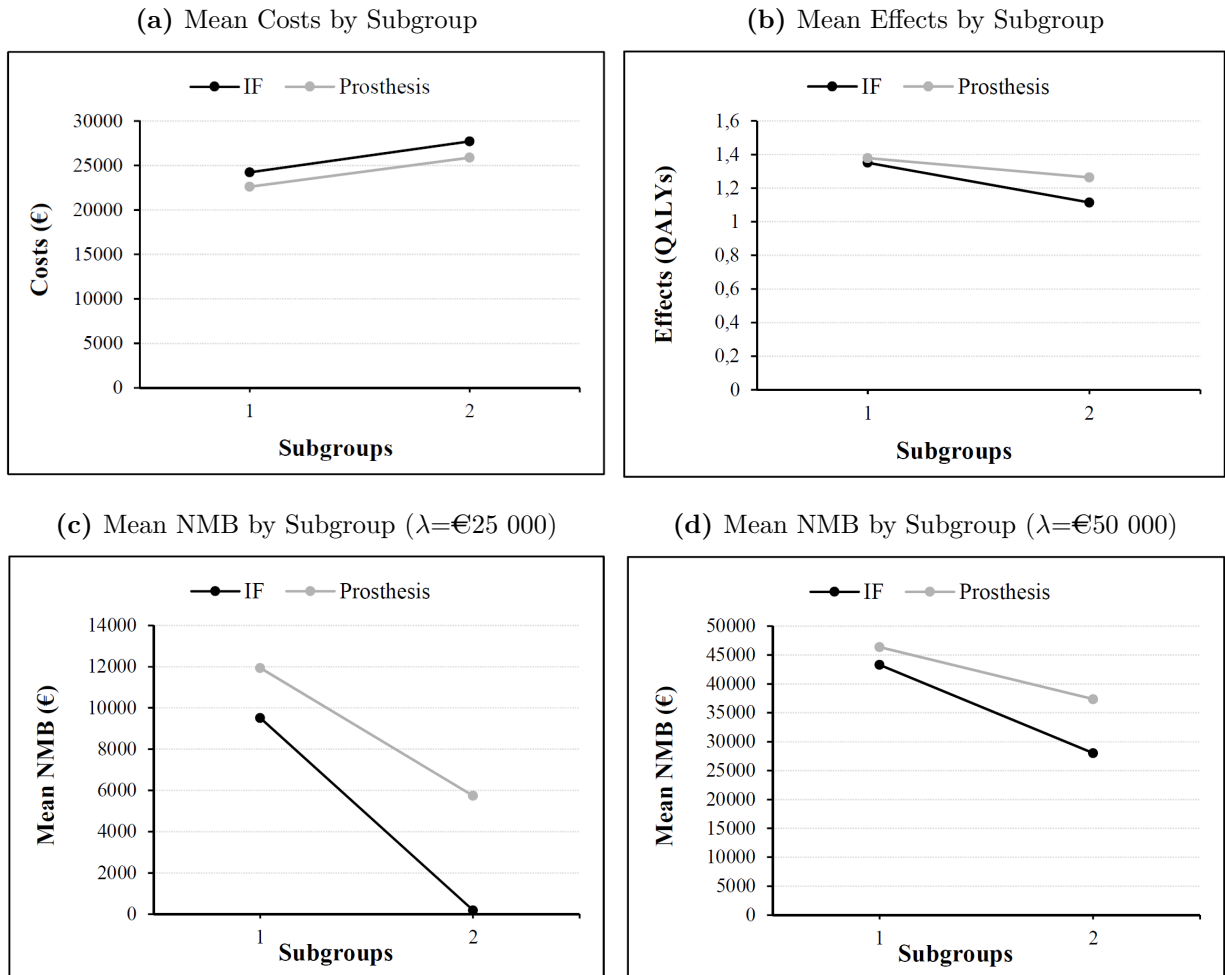 (a) Mean Costs by Subgroup
IF Prosthesis
30000
25000
20000
15000
10000
5000
0
Costs (€)
1 2
Subgroups
(b) Mean Effects by Subgroup
IF Prosthesis
1,6
1,4
1,2
1
0,8
0,6
0,4
0,2
0
Effects (QALYs)
1 2
Subgroups
(c) Mean NMB by Subgroup (λ=€25 000)
IF Prosthesis
14000
12000
10000
8000
6000
4000
2000
0
Mean NMB (€)
1 2
Subgroups
(d) Mean NMB by Subgroup (λ=€50 000)
IF Prosthesis
50000
45000
40000
35000
30000
25000
20000
15000
10000
5000
0
Mean NMB (€)
1 2
Subgroups